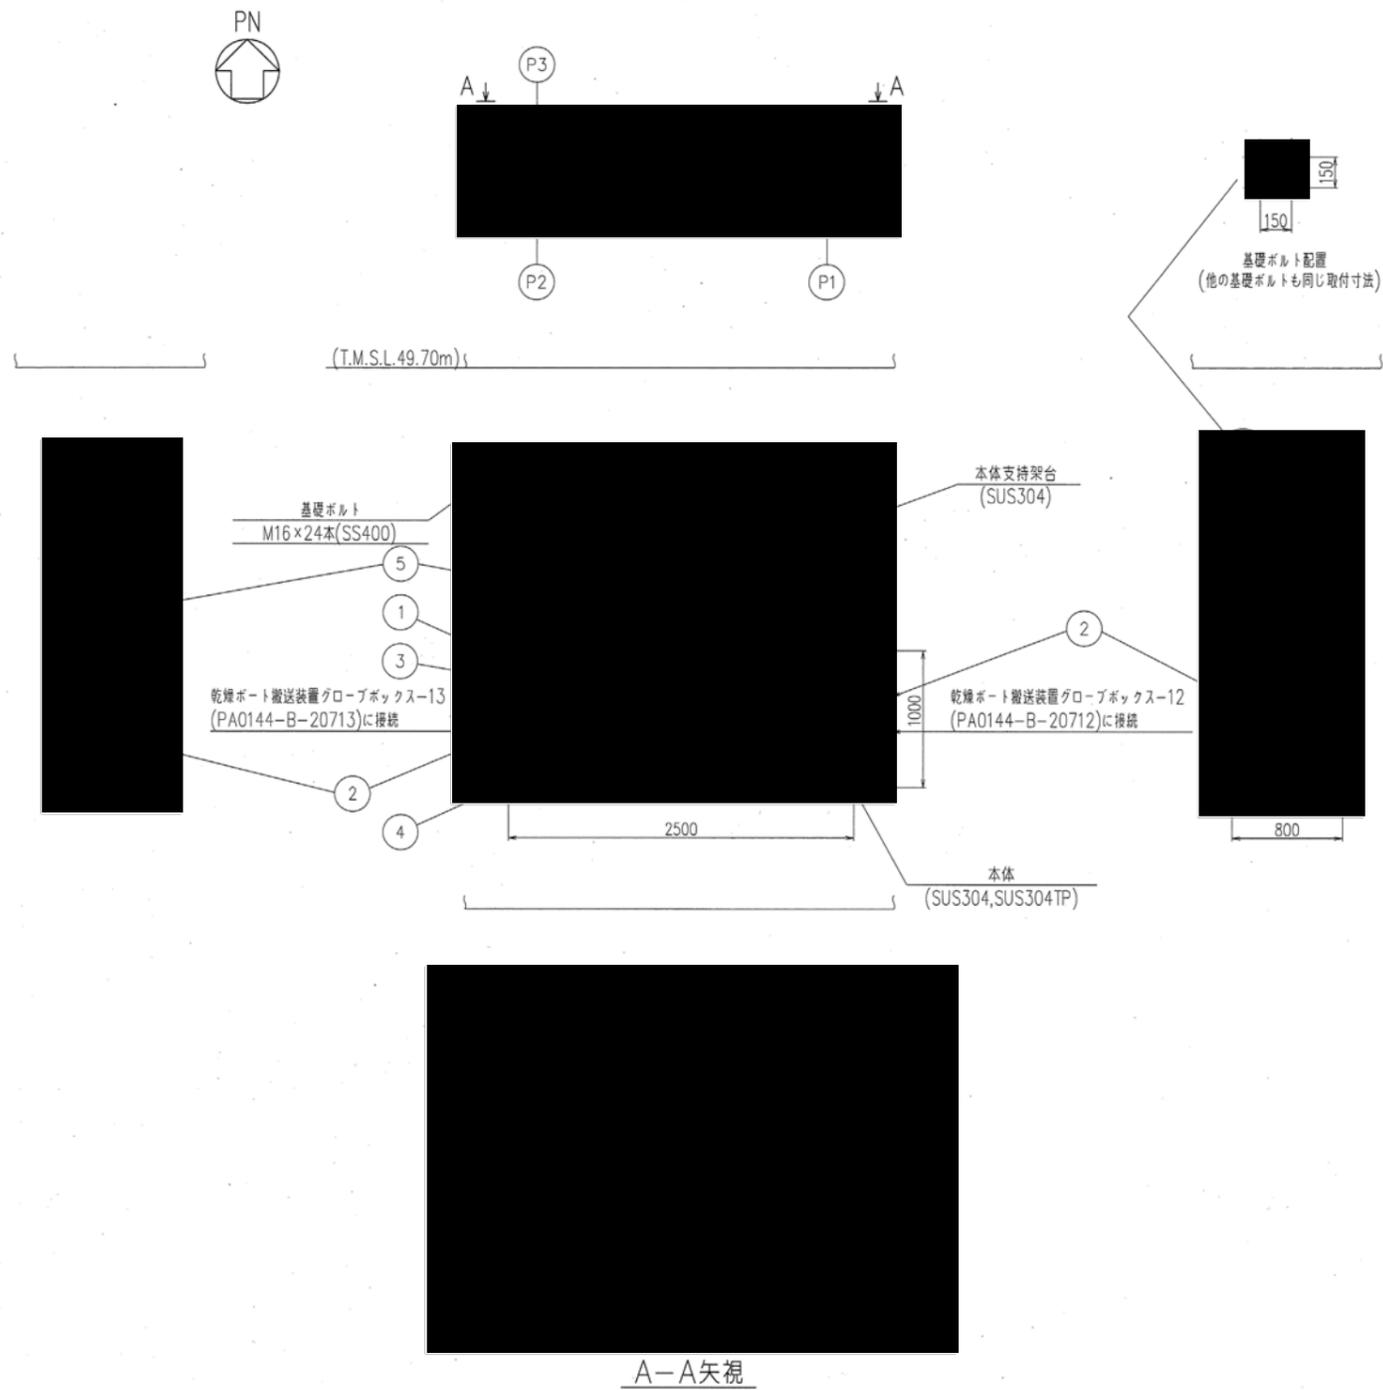 PN
P3
A
A
150
150
P2
P1
基礎ボルト配置
(他の基礎ボルトも同じ取付寸法)
(T.M.S.L.49.70m)
本体支持架台
(SUS304)
基礎ボルト
M16×24本(SS400)
5
1
2
3
乾燥ボート搬送装置グローブボックス-13
(PA0144-B-20713)に接続
1000
乾燥ボート搬送装置グローブボックス-12
(PA0144-B-20712)に接続
2
4
2500
800
本体
(SUS304,SUS304TP)
A-A矢視